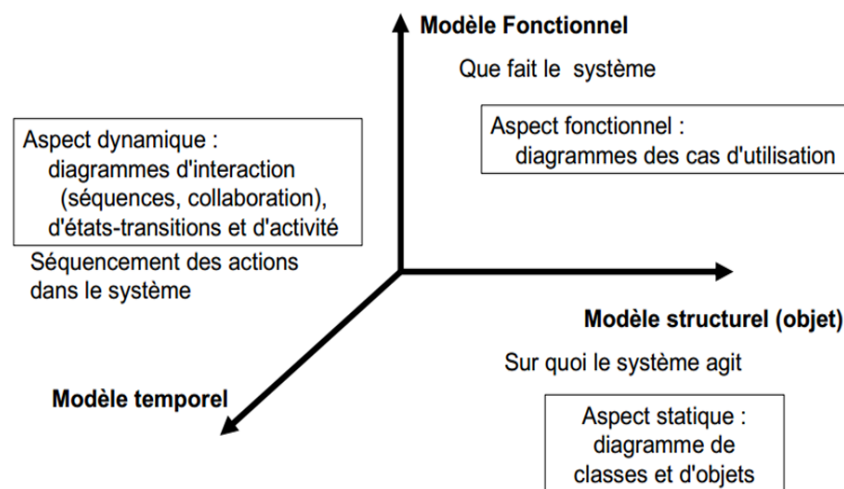 Modèle Fonctionnel
Que fait le système
Aspect fonctionnel :
diagrammes des cas d'utilisation
Aspect dynamique :
diagrammes d'interaction
(séquences, collaboration),
d'états-transitions et d'activité
Séquencement des actions
dans le système
Modèle structurel (objet)
Sur quoi le système agit
Modèle temporel
Aspect statique :
diagramme de
classes et d'objets